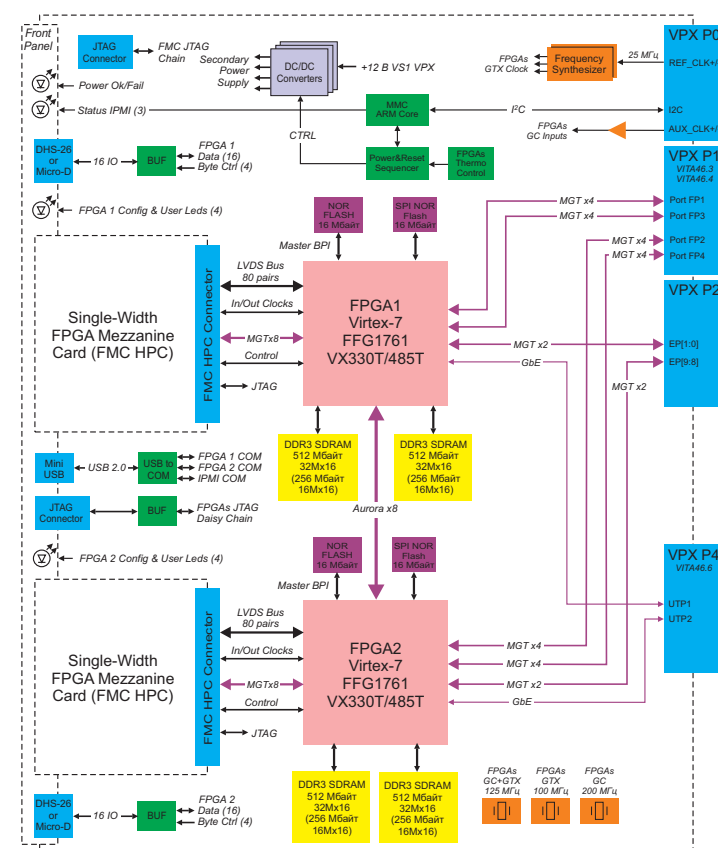 Front
Panel
JTAG
Connector
FMC JTAG
Chain
Secondary
Power
Supply
DC/DC
Converters
+12 В VS1 VPX
FPGAs
GTX Clock
Frequency
Synthesizer
25 МГц
VPX P0
REF_CLK+/
Power Ok/Fail
Status IPMI (3)
MMC
ARM Core
I²C
I2C
CTRL
FPGAs
GC Inputs
AUX_CLK+/
DHS-26
or
Micro-D
16 IO
BUF
FPGA 1
Data (16)
Byte Ctrl (4)
Power&Reset
Sequencer
FPGAs
Thermo
Control
VPX P1
VITA46.3
VITA46.4
FPGA 1 Config & User Leds (4)
NOR
FLASH
16 Мбайт
SPI NOR
Flash
16 Мбайт
MGT x4
Port FP1
MGT x4
Port FP3
Master BPI
MGT x4
Port FP2
MGT x4
Port FP4
Single-Width
FPGA Mezzanine
Card (FMC HPC)
FMC HPC Connector
LVDS Bus
80 pairs
In/Out Clocks
MGTx8
Control
JTAG
FPGA1
Virtex-7
FFG1761
VX330T/485T
VPX P2
MGT x2
EP[1:0]
GbE
EP[9:8]
MGT x2
DDR3 SDRAM
512 Мбайт
32Mx16
(256 Мбайт
16Mx16)
DDR3 SDRAM
512 Мбайт
32Mx16
(256 Мбайт
16Mx16)
Mini
USB
USB 2.0
USB to
COM
FPGA 1 COM
FPGA 2 COM
IPMI COM
JTAG
Connector
BUF
FPGAs JTAG
Daisy Chain
Aurora x8
FPGA 2 Config & User Leds (4)
NOR
FLASH
16 Мбайт
SPI NOR
Flash
16 Мбайт
VPX P4
VITA46.6
Master BPI
UTP1
UTP2
Single-Width
FPGA Mezzanine
Card (FMC HPC)
FMC HPC Connector
LVDS Bus
80 pairs
In/Out Clocks
MGTx8
Control
JTAG
FPGA2
Virtex-7
FFG1761
VX330T/485T
MGT x4
MGT x4
MGT x2
GbE
DHS-26
or
Micro-D
16 IO
BUF
FPGA 2
Data (16)
Byte Ctrl (4)
DDR3 SDRAM
512 Мбайт
32Mx16
(256 Мбайт
16Mx16)
DDR3 SDRAM
512 Мбайт
32Mx16
(256 Мбайт
16Mx16)
FPGAs
GC+GTX
125 МГц
FPGAs
GTX
100 МГц
FPGAs
GC
200 МГц